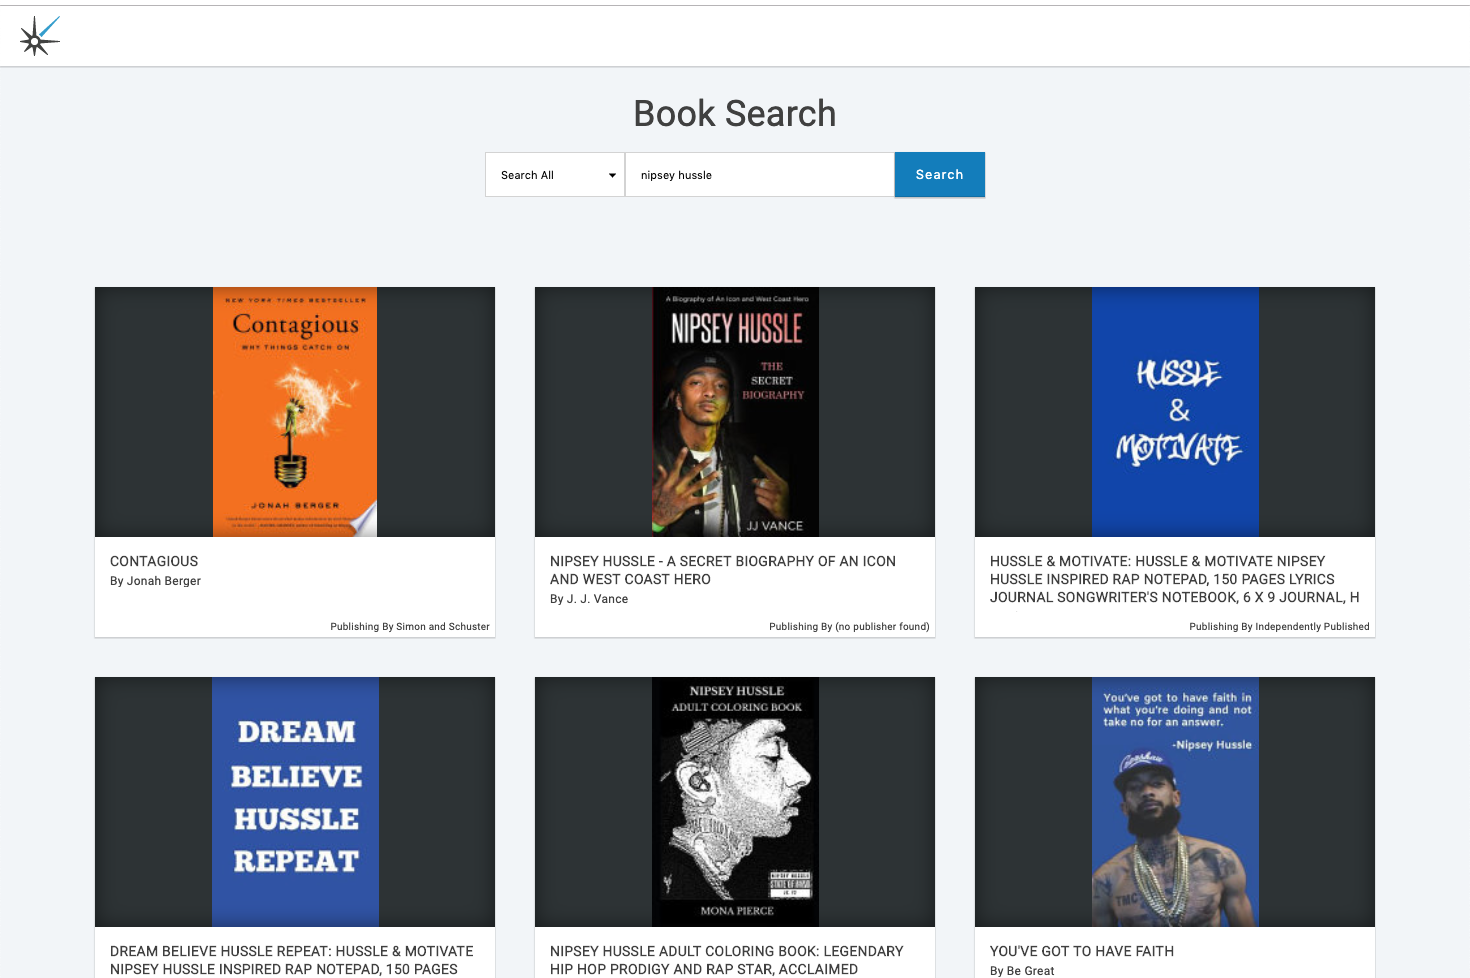 Book Search
Search All
nipsey hussle
Search
NEW YORK TIMES BESTSELLER
Contagious
WHY THINGS CATCH ON
JONAH BERGER
CONTAGIOUS
By Jonah Berger
Publishing By Simon and Schuster
A Biography of An Icon and West Coast Hero
NIPSEY HUSSLE
THE
SECRET
BIOGRAPHY
JJ VANCE
NIPSEY HUSSLE - A SECRET BIOGRAPHY OF AN ICON
AND WEST COAST HERO
By J. J. Vance
Publishing By (no publisher found)
HUSSLE
&
MOTIVATE
HUSSLE & MOTIVATE: HUSSLE & MOTIVATE NIPSEY
HUSSLE INSPIRED RAP NOTEPAD, 150 PAGES LYRICS
JOURNAL SONGWRITER'S NOTEBOOK, 6 X 9 JOURNAL, H
Publishing By Independently Published
DREAM
BELIEVE
HUSSLE
REPEAT
DREAM BELIEVE HUSSLE REPEAT: HUSSLE & MOTIVATE
NIPSEY HUSSLE INSPIRED RAP NOTEPAD, 150 PAGES
NIPSEY HUSSLE
ADULT COLORING BOOK
MONA PIERCE
NIPSEY HUSSLE ADULT COLORING BOOK: LEGENDARY
HIP HOP PRODIGY AND RAP STAR, ACCLAIMED
You've got to have faith in
what you're doing and not
take no for an answer.
-Nipsey Hussle
Crenshaw
TMC
YOU'VE GOT TO HAVE FAITH
By Be Great